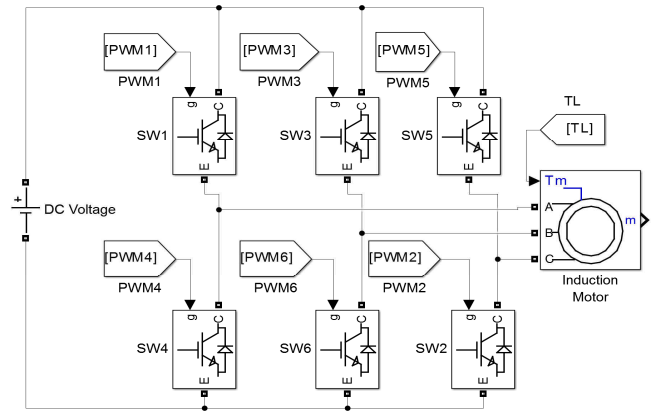 [PWM1]
PWM1
[PWM3]
PWM3
[PWM5]
PWM5
g
C
E
SW1
g
C
E
SW3
g
C
E
SW5
TL
[TL]
Tm
A
B
C
m
Induction
Motor
+
DC Voltage
[PWM4]
PWM4
[PWM6]
PWM6
[PWM2]
PWM2
g
C
E
SW4
g
C
E
SW6
g
C
E
SW2